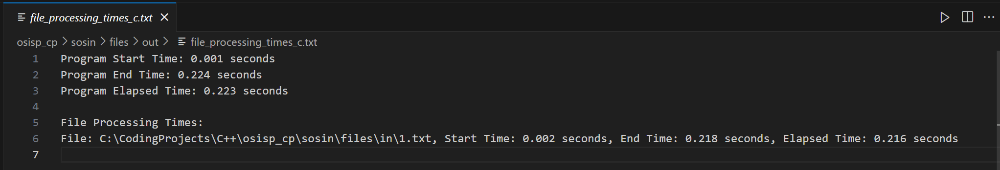 file_processing_times_c.txt
osisp_cp > sosin > files > out > file_processing_times_c.txt
1 Program Start Time: 0.001 seconds
2 Program End Time: 0.224 seconds
3 Program Elapsed Time: 0.223 seconds
4
5 File Processing Times:
6 File: C:\CodingProjects\C++\osisp_cp\sosin\files\in\1.txt, Start Time: 0.002 seconds, End Time: 0.218 seconds, Elapsed Time: 0.216 seconds
7